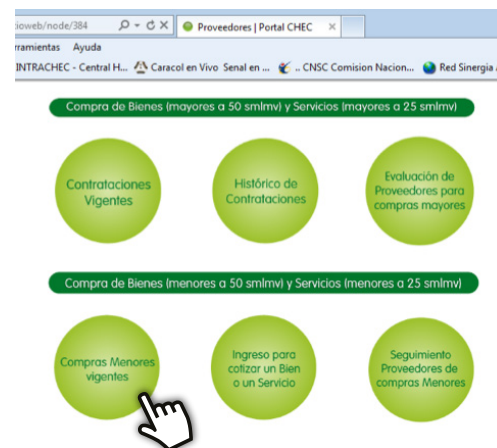 ioweb/node/384
Proveedores | Portal CHEC
rramientas Ayuda
INTRACHEC - Central H... Caracol en Vivo Senal en ... .. CNSC Comision Nacion... Red Sinergia
Compra de Bienes (mayores a 50 smlmv) y Servicios (mayores a 25 smlmv)
Contrataciones
Vigentes
Histórico de
Contrataciones
Evaluación de
Proveedores para
compras mayores
Compra de Bienes (menores a 50 smlmv) y Servicios (menores a 25 smlmv)
Compras Menores
vigentes
Ingreso para
cotizar un Bien
o un Servicio
Seguimiento
Proveedores de
compras Menores